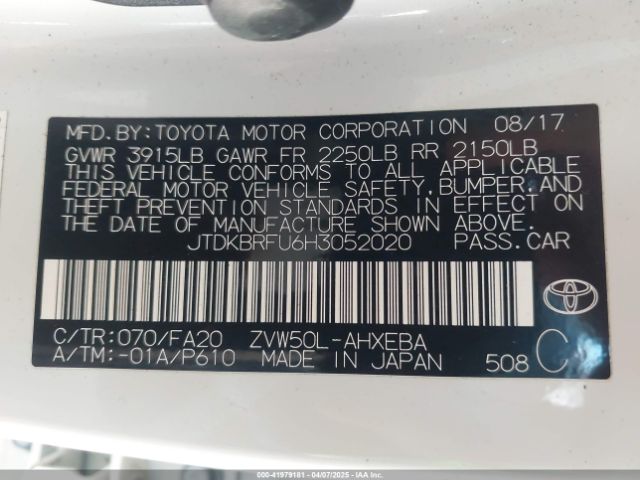 MFD. BY: TOYOTA MOTOR CORPORATION 08/17
GVWR 3915LB GAWR FR 2250LB RR 2150LB
THIS VEHICLE CONFORMS TO ALL APPLICABLE
FEDERAL MOTOR VEHICLE SAFETY, BUMPER, AND
THEFT PREVENTION STANDARDS IN EFFECT ON
THE DATE OF MANUFACTURE SHOWN ABOVE.
JTDKBRFU6H3052020 PASS.CAR
C/TR:070/FA20 ZVW50L-AHXEBA
A/TM:-01A/P610 MADE IN JAPAN 508 C
000-41979181 - 04/07/2025 - IAA, Inc.